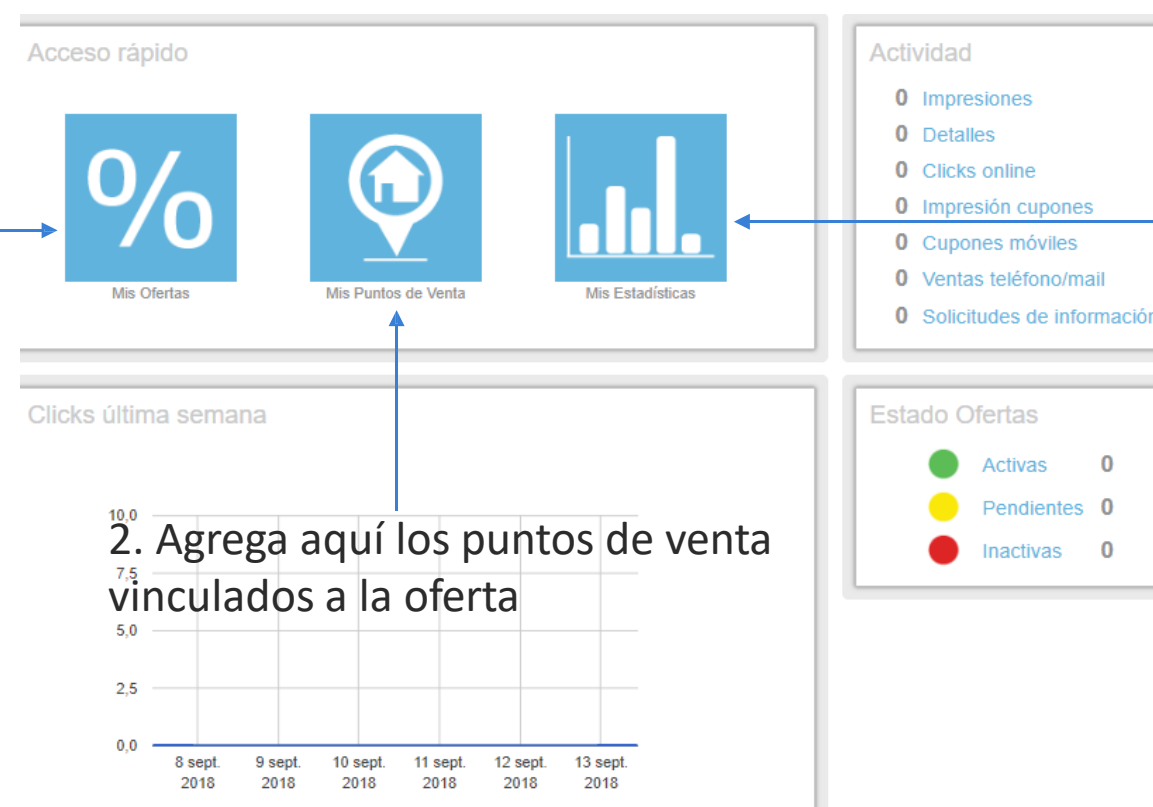 Acceso rápido
%
Mis Ofertas
Mis Puntos de Venta
Mis Estadísticas
Actividad
0 Impresiones
0 Detalles
0 Clicks online
0 Impresión cupones
0 Cupones móviles
0 Ventas teléfono/mail
0 Solicitudes de información
Clicks última semana
2. Agrega aquí los puntos de venta
vinculados a la oferta
10,0
7,5
5,0
2,5
0,0
8 sept. 2018
9 sept. 2018
10 sept. 2018
11 sept. 2018
12 sept. 2018
13 sept. 2018
Estado Ofertas
Activas 0
Pendientes 0
Inactivas 0